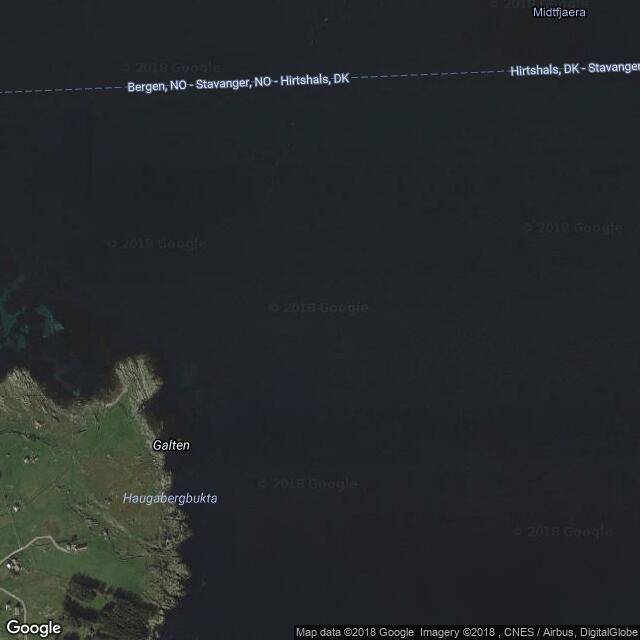 Midtfjaera
© 2018 Google
© 2018 Google
Hirtshals, DK - Stavanger
Bergen, NO - Stavanger, NO - Hirtshals, DK
© 2018 Google
© 2018 Google
© 2018 Google
Galten
© 2018 Google
Haugabergbukta
© 2018 Google
Google
Map data ©2018 Google Imagery ©2018 , CNES / Airbus, DigitalGlobe